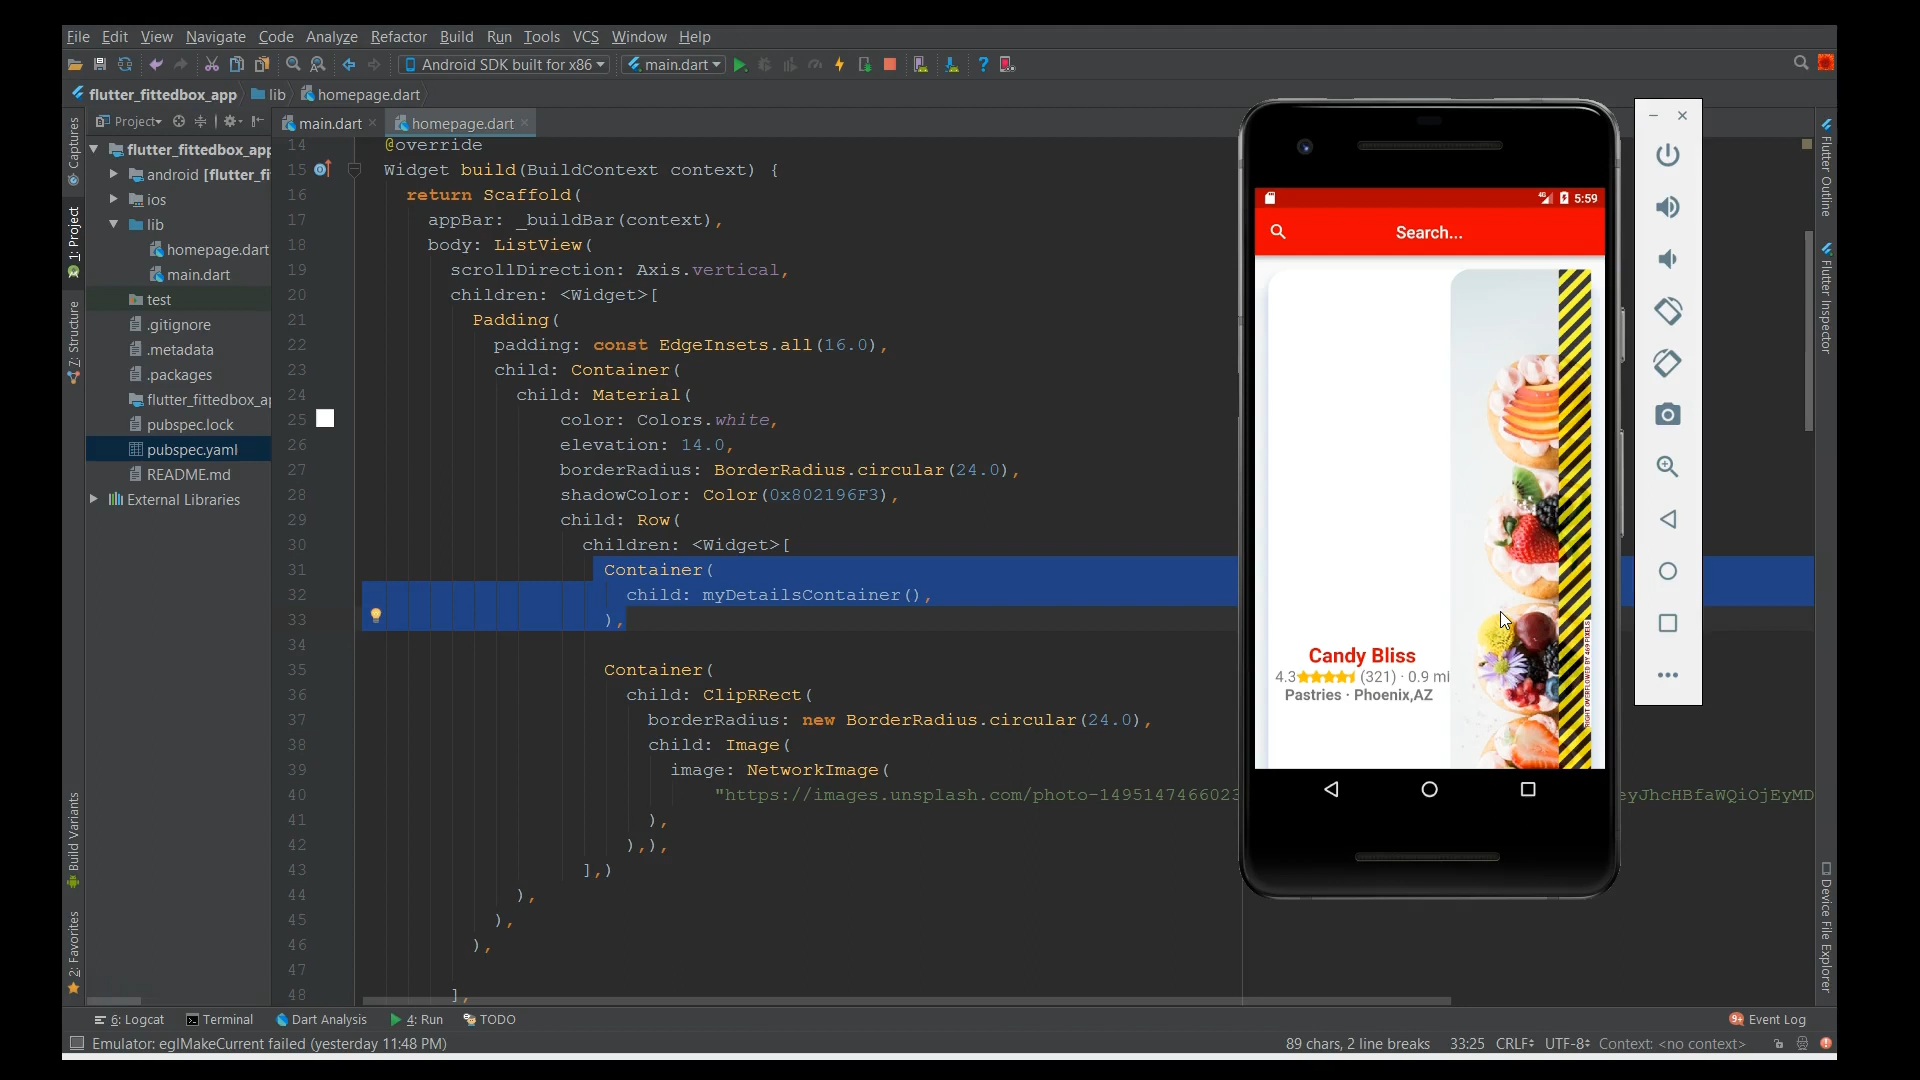 File Edit View Navigate Code Analyze Refactor Build Run Tools VCS Window Help
Android SDK built for x86 main.dart
flutter_fittedbox_app lib homepage.dart
Project main.dart homepage.dart
flutter_fittedbox_app
android [flutter_fi
ios
lib
homepage.dart
main.dart
test
.gitignore
.metadata
.packages
flutter_fittedbox_ap
pubspec.lock
pubspec.yaml
README.md
External Libraries
Captures
1: Project
7: Structure
Build Variants
2: Favorites
14 @override
15 Widget build(BuildContext context) {
16 return Scaffold(
17 appBar: _buildBar(context),
18 body: ListView(
19 scrollDirection: Axis.vertical,
20 children: <Widget>[
21 Padding(
22 padding: const EdgeInsets.all(16.0),
23 child: Container(
24 child: Material(
25 color: Colors.white,
26 elevation: 14.0,
27 borderRadius: BorderRadius.circular(24.0),
28 shadowColor: Color(0x802196F3),
29 child: Row(
30 children: <Widget>[
31 Container(
32 child: myDetailsContainer(),
33 ),
34
35 Container(
36 child: ClipRRect(
37 borderRadius: new BorderRadius.circular(24.0),
38 child: Image(
39 image: NetworkImage(
40 "https://images.unsplash.com/photo-1495147466023 eyJhcHBfaWQiOjEyMD
41 ),
42 ),),
43 ],)
44 ),
45 ),
46 ),
47
48 ],
4G 5:59
Search...
Candy Bliss
4.3 (321) · 0.9 mi
Pastries · Phoenix,AZ
RIGHT OVERFLOWED BY 469 PIXELS
Flutter Outline
Flutter Inspector
Device File Explorer
6: Logcat Terminal Dart Analysis 4: Run TODO 9+ Event Log
Emulator: eglMakeCurrent failed (yesterday 11:48 PM) 89 chars, 2 line breaks 33:25 CRLF UTF-8 Context: <no context>